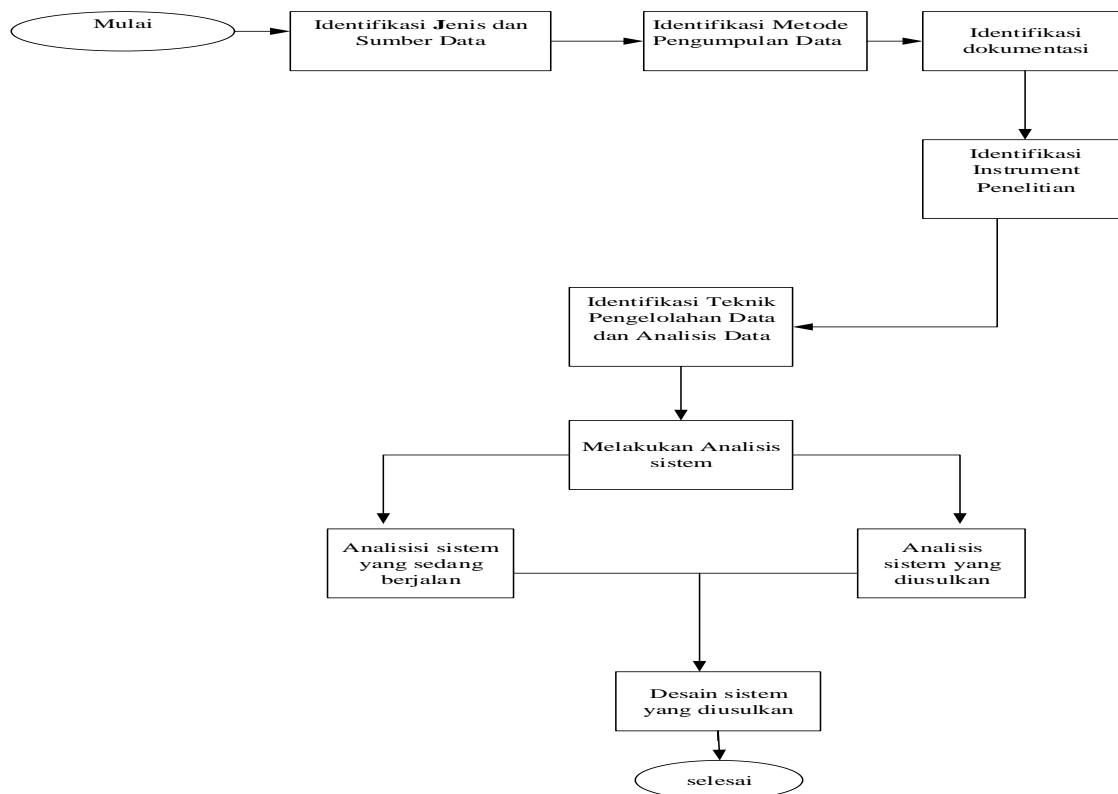 Mulai
Identifikasi Jenis dan
Sumber Data
Identifikasi Metode
Pengumpulan Data
Identifikasi
dokumentasi
Identifikasi
Instrument
Penelitian
Identifikasi Teknik
Pengelolahan Data
dan Analisis Data
Melakukan Analisis
sistem
Analisisi sistem
yang sedang
berjalan
Analisis
sistem yang
diusulkan
Desain sistem
yang diusulkan
selesai